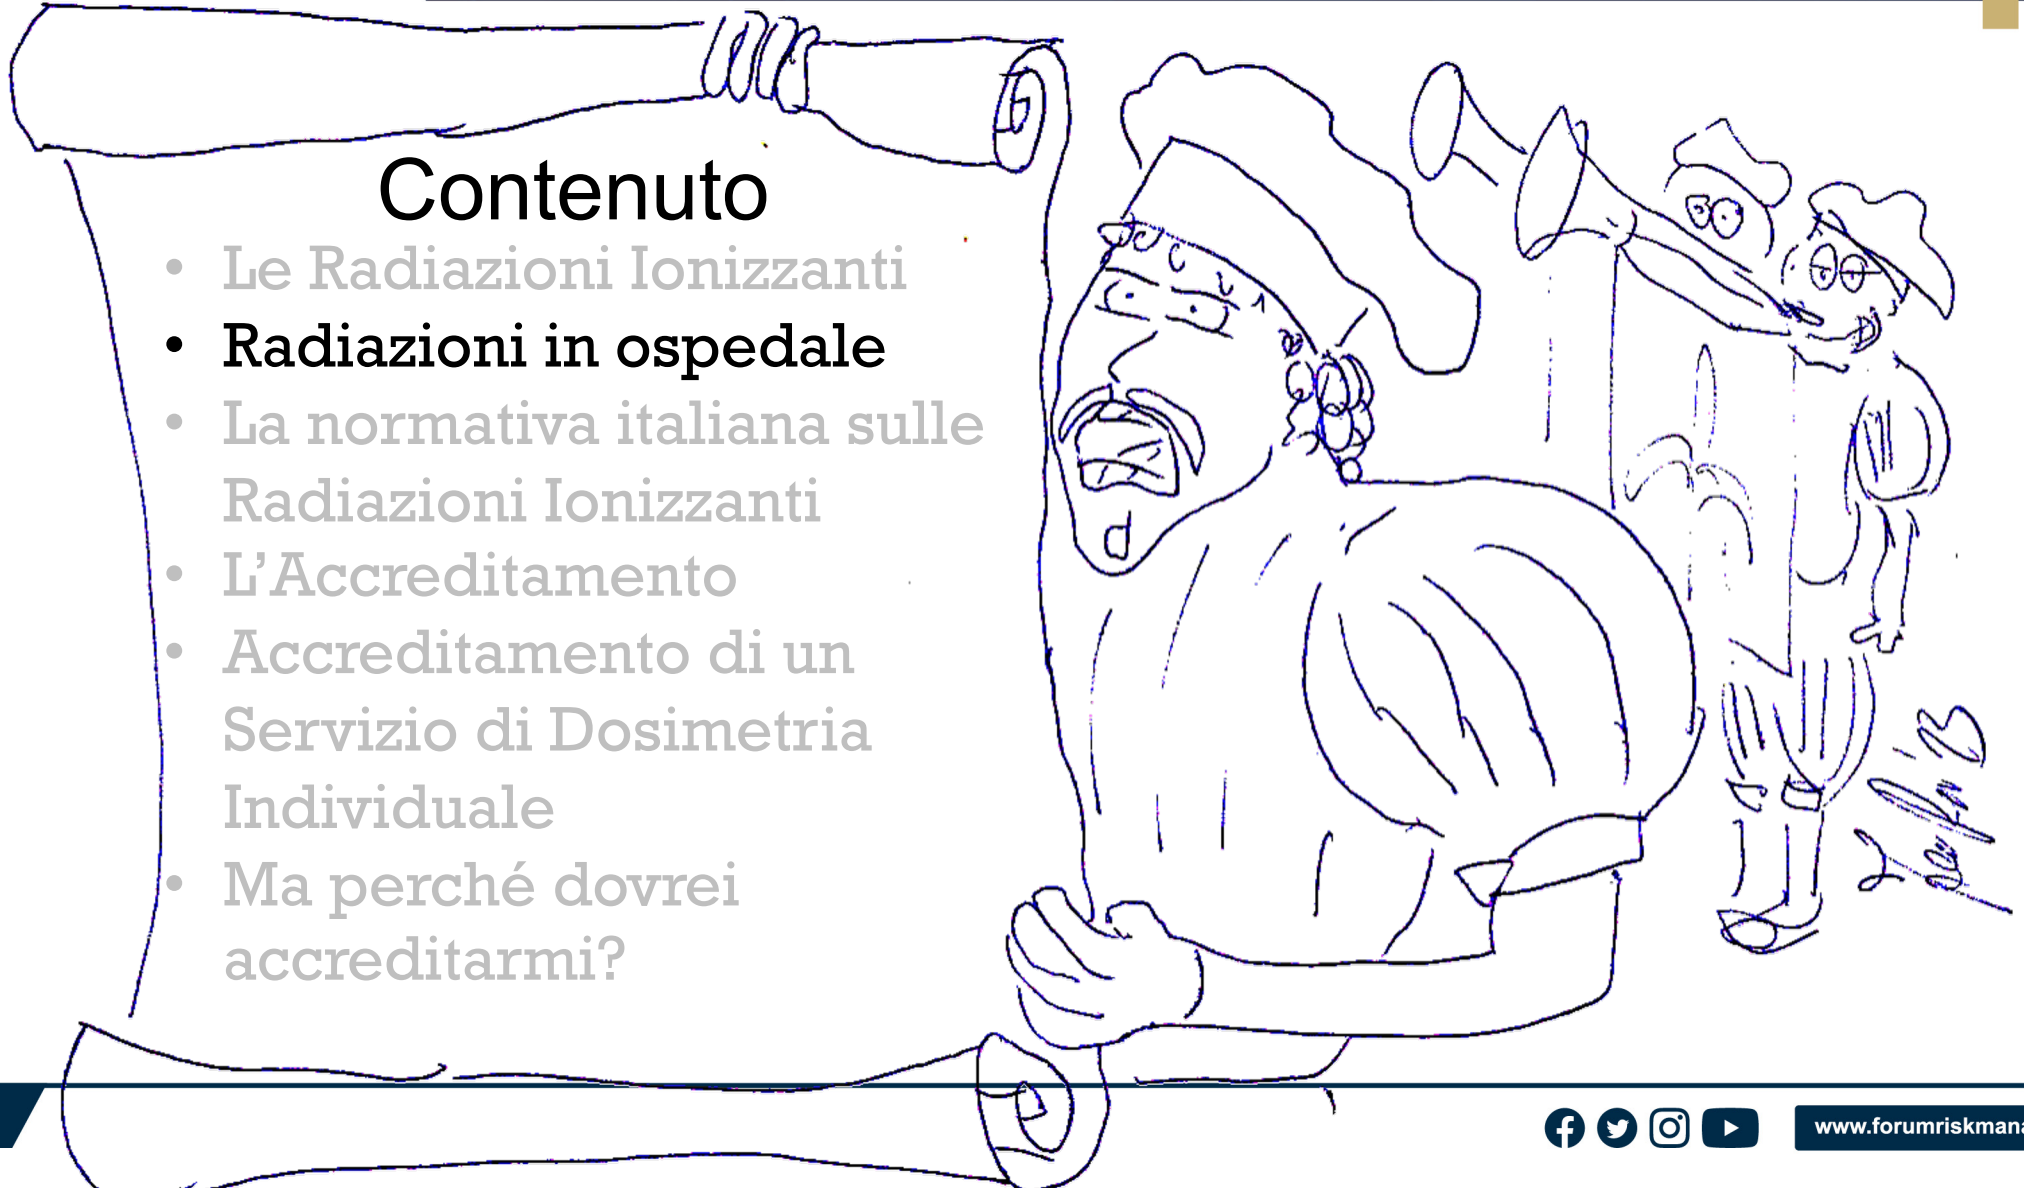 Contenuto
• Le Radiazioni Ionizzanti
• Radiazioni in ospedale
• La normativa italiana sulle
Radiazioni Ionizzanti
• L’Accreditamento
• Accreditamento di un
Servizio di Dosimetria
Individuale
• Ma perché dovrei
accreditarmi?
www.forumriskmana